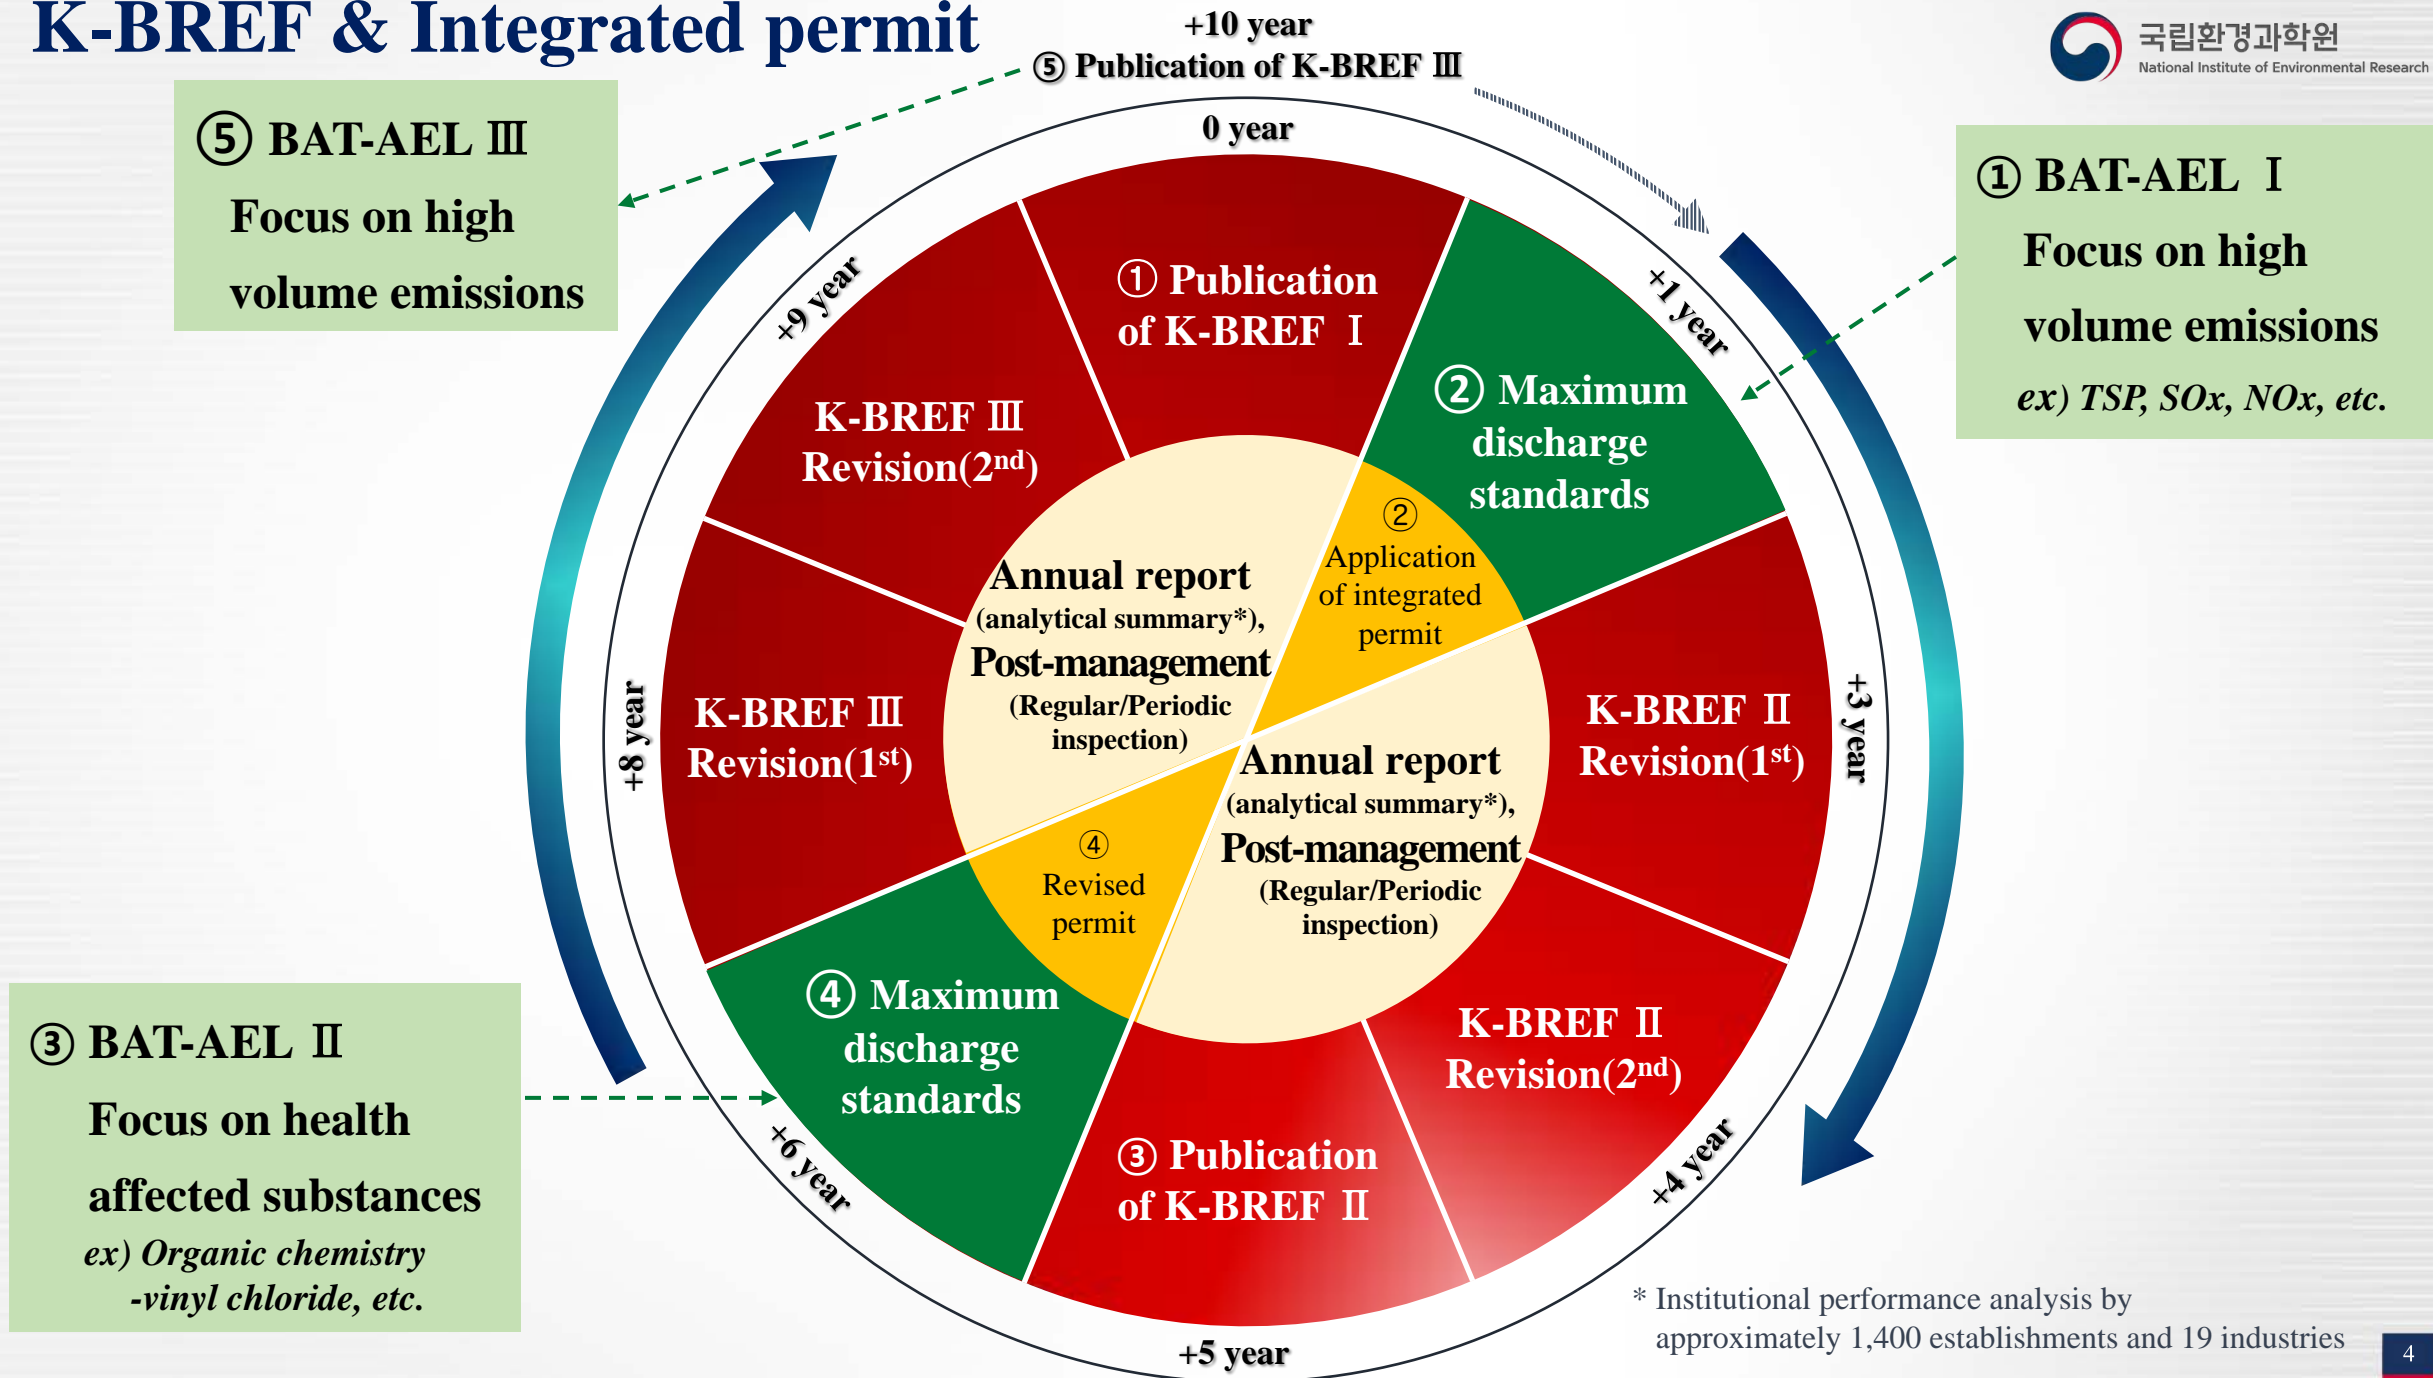 K-BREF & Integrated permit
+10 year
⑤ Publication of K-BREF Ⅲ
국립환경과학원
National Institute of Environmental Research
⑤ BAT-AEL Ⅲ
Focus on high
volume emissions
① BAT-AEL Ⅰ
Focus on high
volume emissions
ex) TSP, SOx, NOx, etc.
0 year
① Publication
of K-BREF Ⅰ
+1 year
② Maximum
discharge
standards
②
Application
of integrated
permit
+3 year
K-BREF Ⅱ
Revision(1st)
+4 year
K-BREF Ⅱ
Revision(2nd)
Annual report
(analytical summary*),
Post-management
(Regular/Periodic
inspection)
+5 year
③ Publication
of K-BREF Ⅱ
③ BAT-AEL Ⅱ
Focus on health
affected substances
ex) Organic chemistry
-vinyl chloride, etc.
+6 year
④ Maximum
discharge
standards
④
Revised
permit
+8 year
K-BREF Ⅲ
Revision(1st)
+9 year
K-BREF Ⅲ
Revision(2nd)
Annual report
(analytical summary*),
Post-management
(Regular/Periodic
inspection)
* Institutional performance analysis by
approximately 1,400 establishments and 19 industries
4